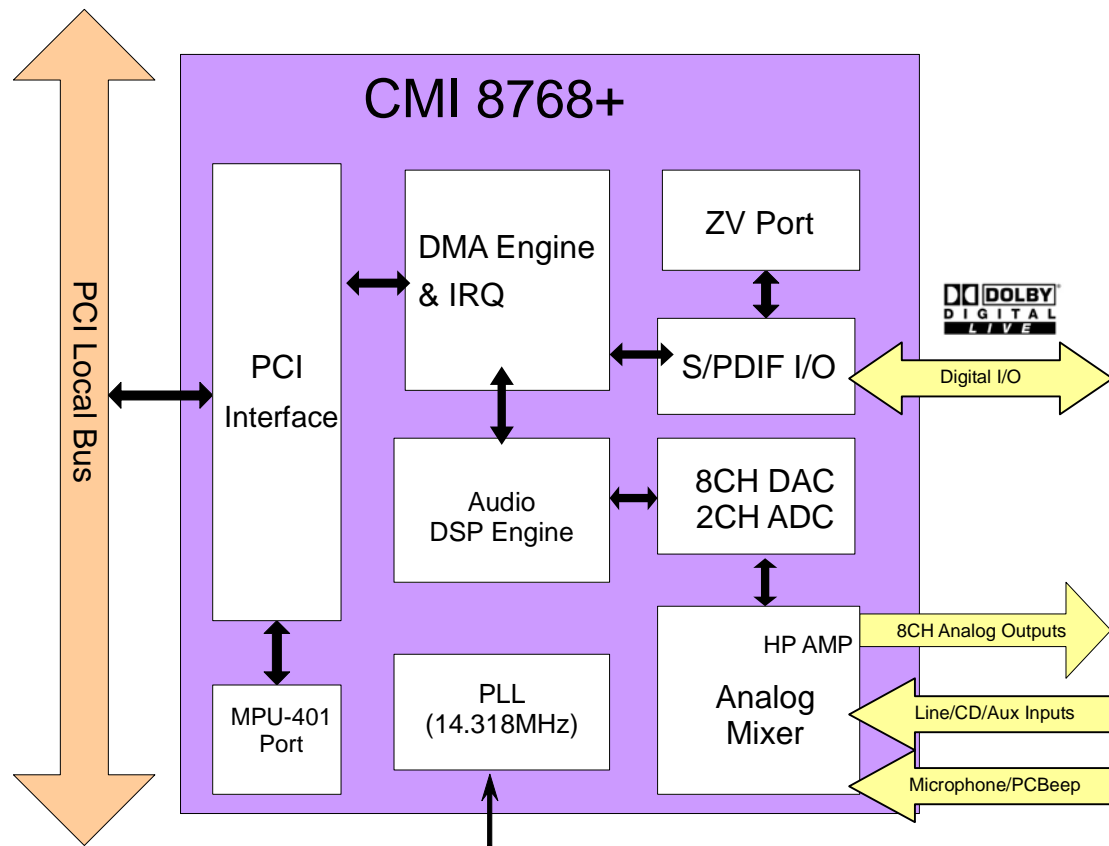 CMI 8768+
PCI Local Bus
PCI
Interface
DMA Engine
& IRQ
ZV Port
S/PDIF I/O
DOLBY
DIGITAL
LIVE
Digital I/O
Audio
DSP Engine
8CH DAC
2CH ADC
HP AMP
8CH Analog Outputs
Analog
Mixer
Line/CD/Aux Inputs
Microphone/PCBeep
MPU-401
Port
PLL
(14.318MHz)